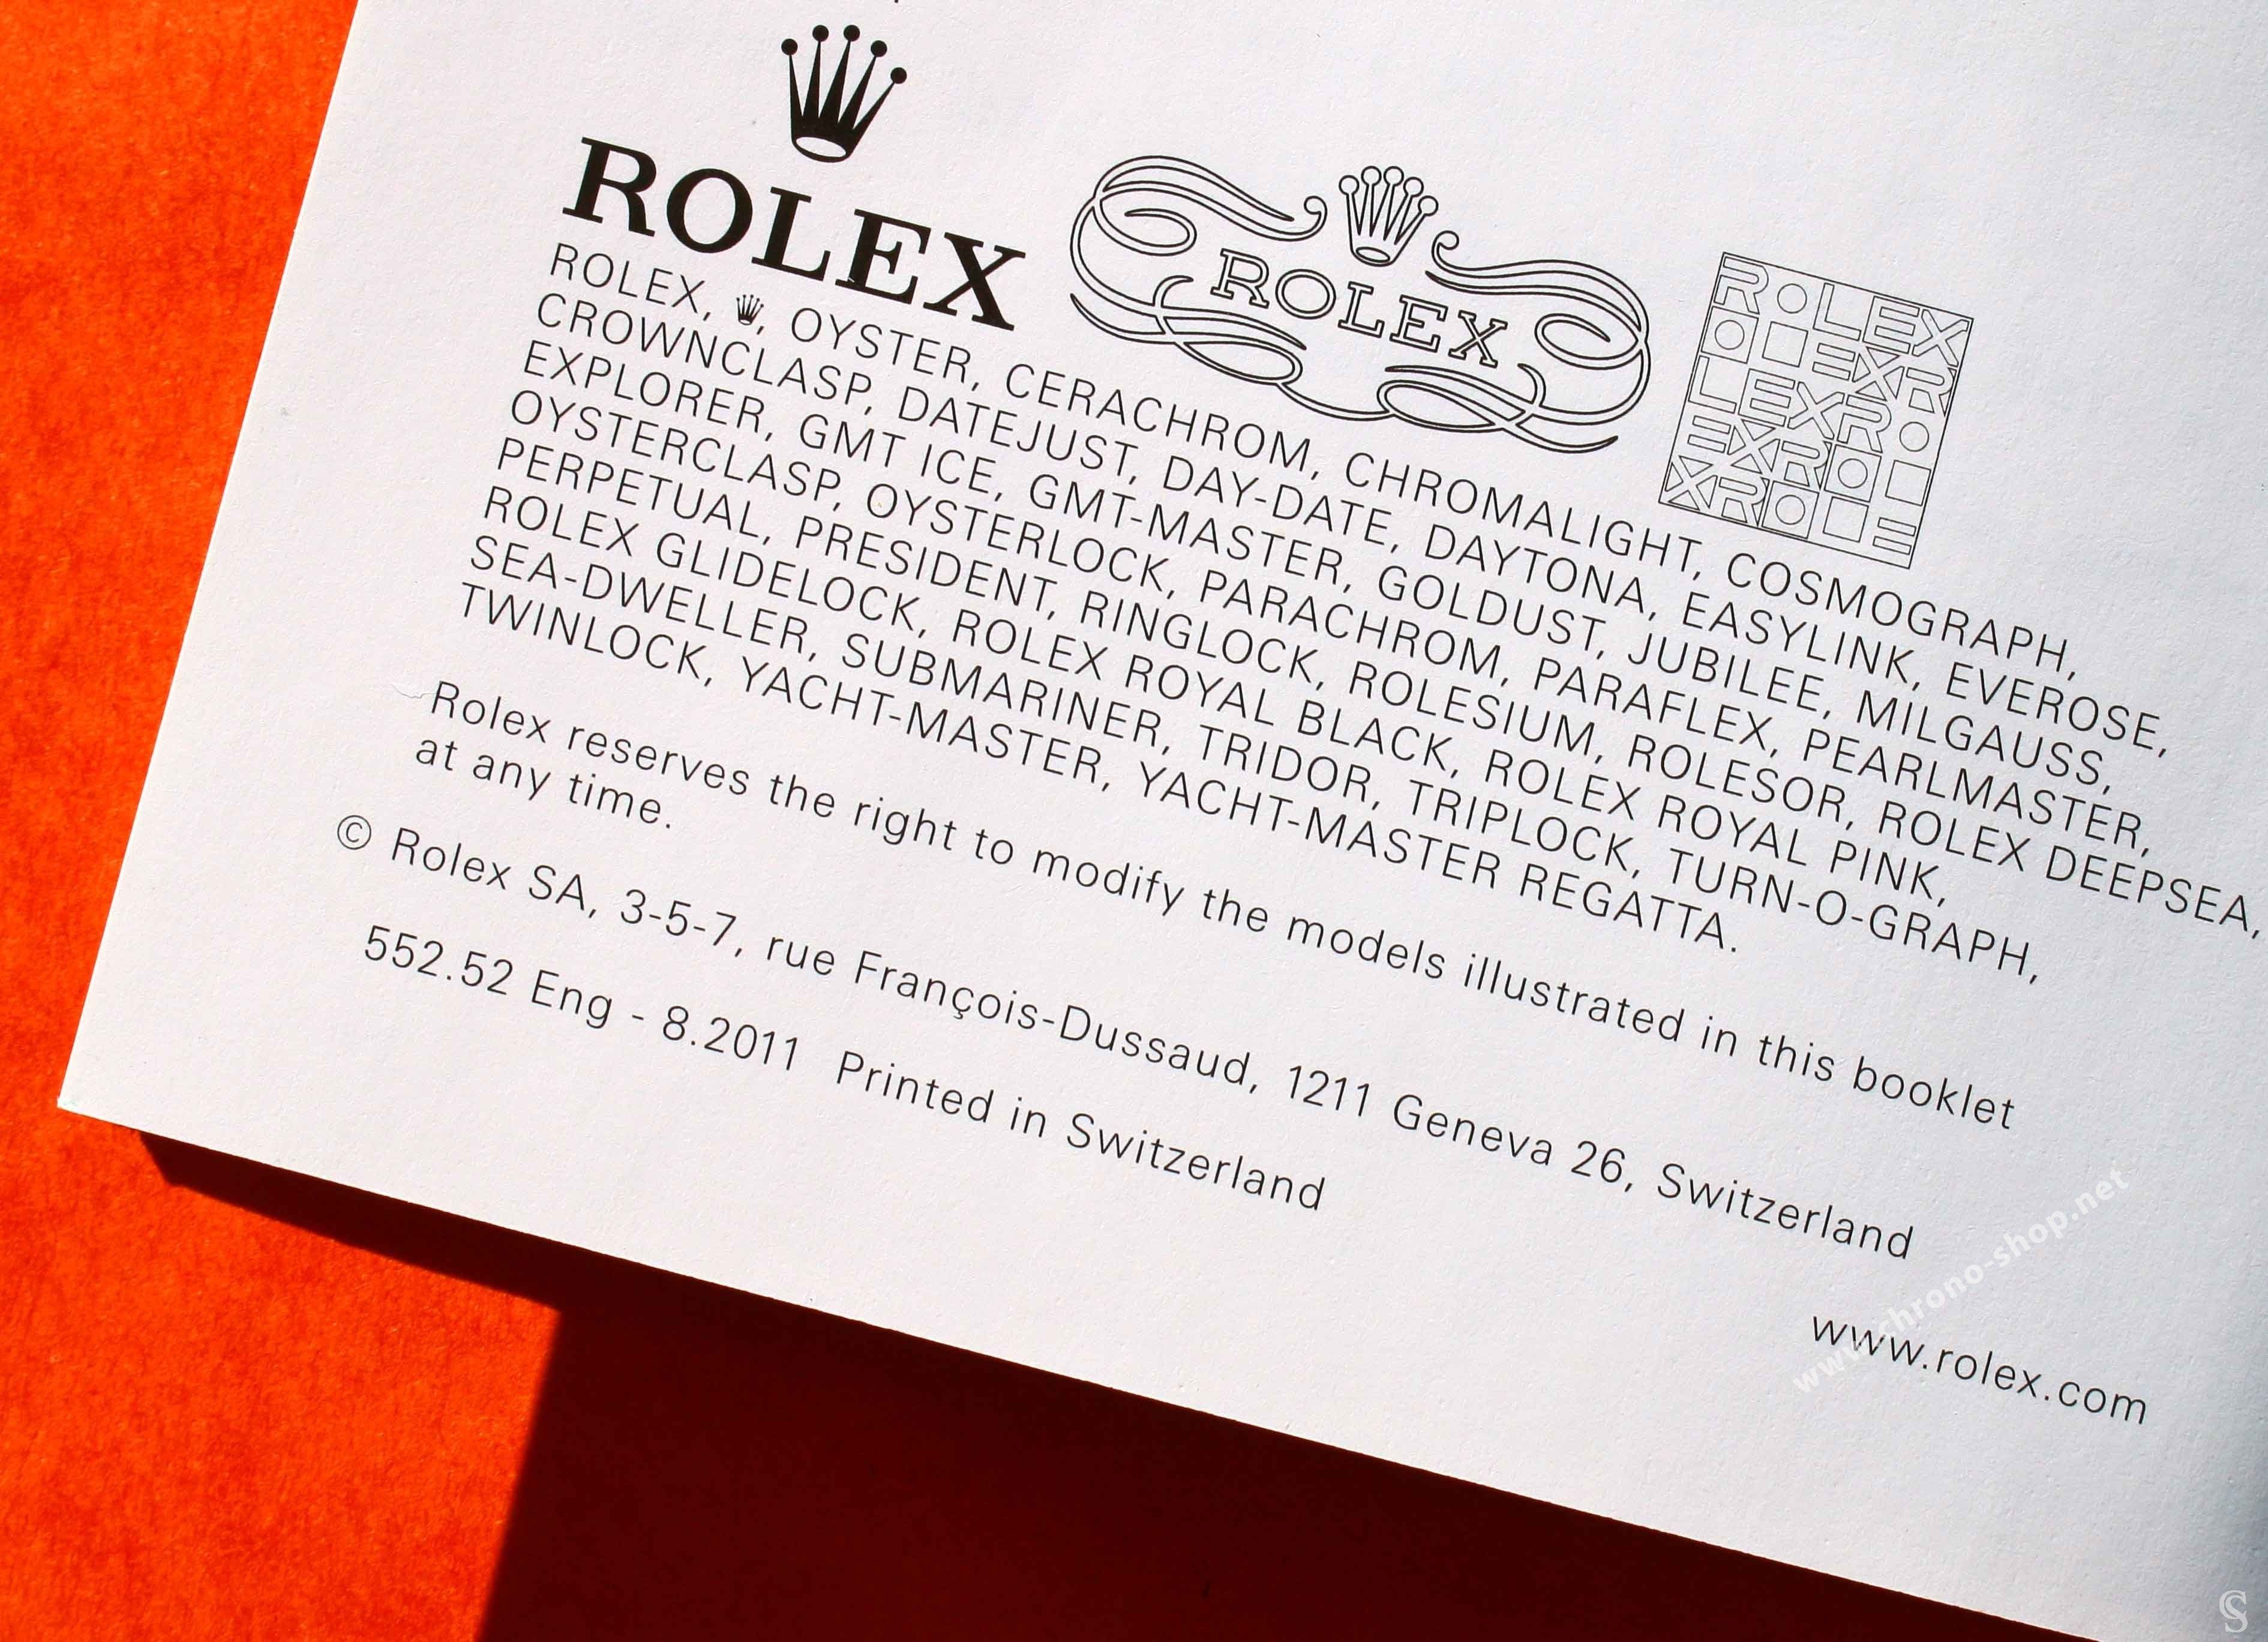 ROLEX
ROLEX
ROLEX
OLEXR
LEXRO
EXROL
XROLE
ROLEX, , OYSTER, CERACHROM, CHROMALIGHT, COSMOGRAPH,
CROWNCLASP, DATEJUST, DAY-DATE, DAYTONA, EASYLINK, EVEROSE,
EXPLORER, GMT ICE, GMT-MASTER, GOLDUST, JUBILEE, MILGAUSS,
OYSTERCLASP, OYSTERLOCK, PARACHROM, PARAFLEX, PEARLMASTER,
PERPETUAL, PRESIDENT, RINGLOCK, ROLESIUM, ROLESOR, ROLEX DEEPSEA,
ROLEX GLIDELOCK, ROLEX ROYAL BLACK, ROLEX ROYAL PINK,
SEA-DWELLER, SUBMARINER, TRIDOR, TRIPLOCK, TURN-O-GRAPH,
TWINLOCK, YACHT-MASTER, YACHT-MASTER REGATTA.
Rolex reserves the right to modify the models illustrated in this booklet
at any time.
© Rolex SA, 3-5-7, rue François-Dussaud, 1211 Geneva 26, Switzerland
552.52 Eng - 8.2011 Printed in Switzerland
www.rolex.com
www.chrono-shop.net